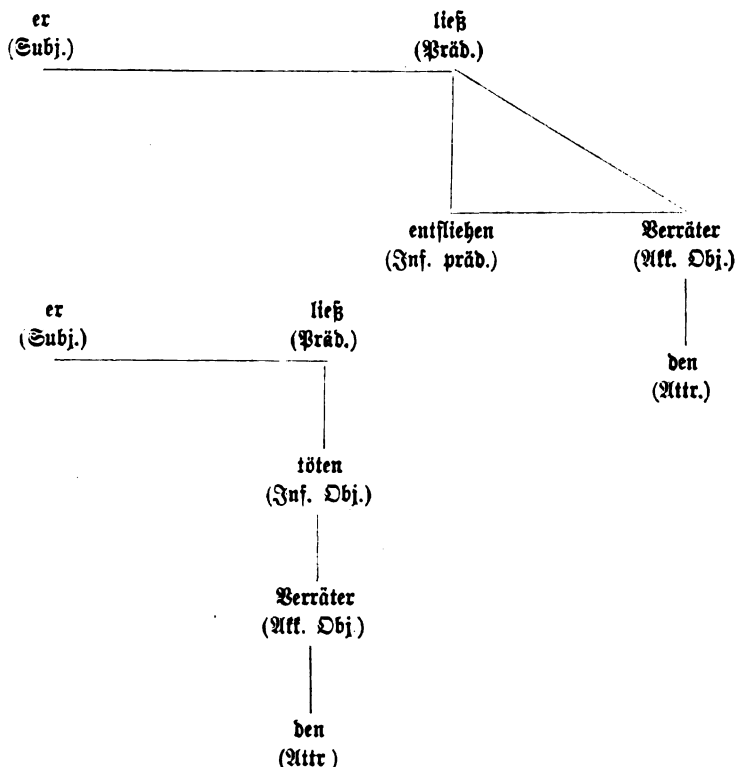 er ließ
(Subj.) (Präd.)
entfliehen Verräter
(Inf. präd.) (Akk. Obj.)
den
(Attr.)
er ließ
(Subj.) (Präd.)
töten
(Inf. Obj.)
Verräter
(Akk. Obj.)
den
(Attr )